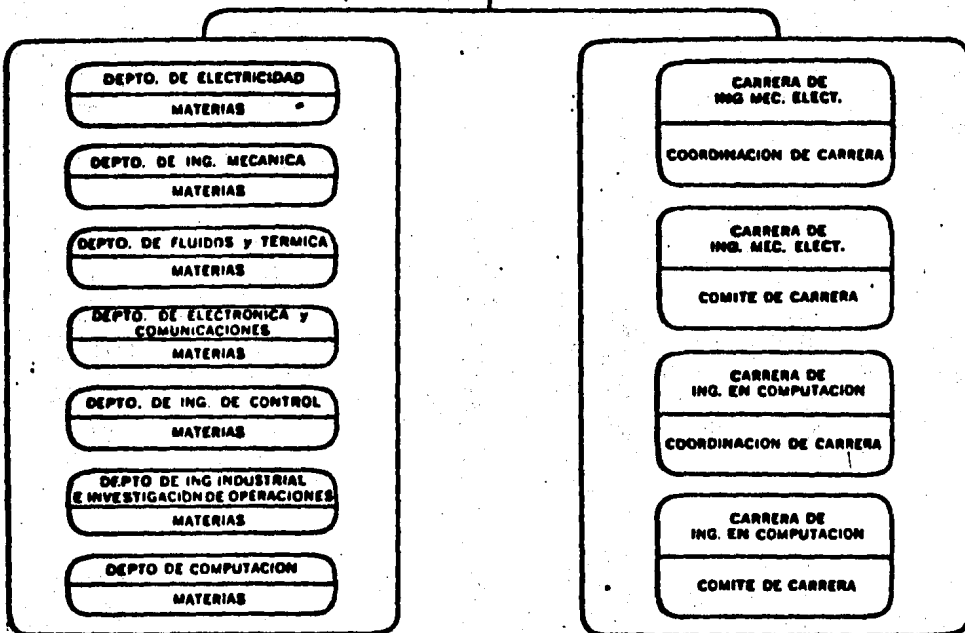 DEPTO. DE ELECTRICIDAD
MATERIAS
DEPTO. DE ING. MECANICA
MATERIAS
DEPTO. DE FLUIDOS y TERMICA
MATERIAS
DEPTO. DE ELECTRONICA y
COMUNICACIONES
MATERIAS
DEPTO. DE ING. DE CONTROL
MATERIAS
DEPTO DE ING INDUSTRIAL
E INVESTIGACION DE OPERACIONES
MATERIAS
DEPTO DE COMPUTACION
MATERIAS
CARRERA DE
ING MEC. ELECT.
COORDINACION DE CARRERA
CARRERA DE
ING. MEC. ELECT.
COMITE DE CARRERA
CARRERA DE
ING. EN COMPUTACION
COORDINACION DE CARRERA
CARRERA DE
ING. EN COMPUTACION
COMITE DE CARRERA